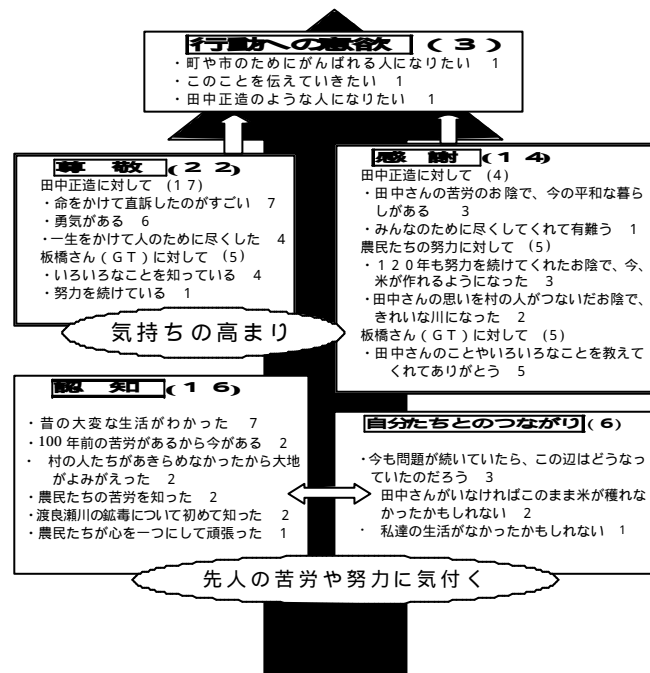 行動への意欲 (3)
・町や市のためにがんばれる人になりたい 1
・このことを伝えていきたい 1
・田中正造のような人になりたい 1
尊敬(22)
田中正造に対して (17)
・命をかけて直訴したのがすごい 7
・勇気がある 6
・一生をかけて人のために尽くした 4
板橋さん(GT)に対して (5)
・いろいろなことを知っている 4
・努力を続けている 1
感謝(14)
田中正造に対して (4)
・田中さんの苦労のお陰で、今の平和な暮ら
しがある 3
・みんなのために尽くしてくれて有難う 1
農民たちの努力に対して (5)
・120年も努力を続けてくれたお陰で、今、
米が作れるようになった 3
・田中さんの思いを村の人がつないだお陰で、
きれいな川になった 2
板橋さん(GT)に対して (5)
・田中さんのことやいろいろなことを教えて
くれてありがとう 5
気持ちの高まり
認知(16)
・昔の大変な生活がわかった 7
・100年前の苦労があるから今がある 2
・村の人たちがあきらめなかったから大地
がよみがえった 2
・農民たちの苦労を知った 2
・渡良瀬川の鉱毒について初めて知った 2
・農民たちが心を一つにして頑張った 1
自分たちとのつながり(6)
・今も問題が続いていたら、この辺はどうなっ
ていたのだろう 3
田中さんがいなければこのまま米が穫れな
かったかもしれない 2
・私達の生活がなかったかもしれない 1
先人の苦労や努力に気付く